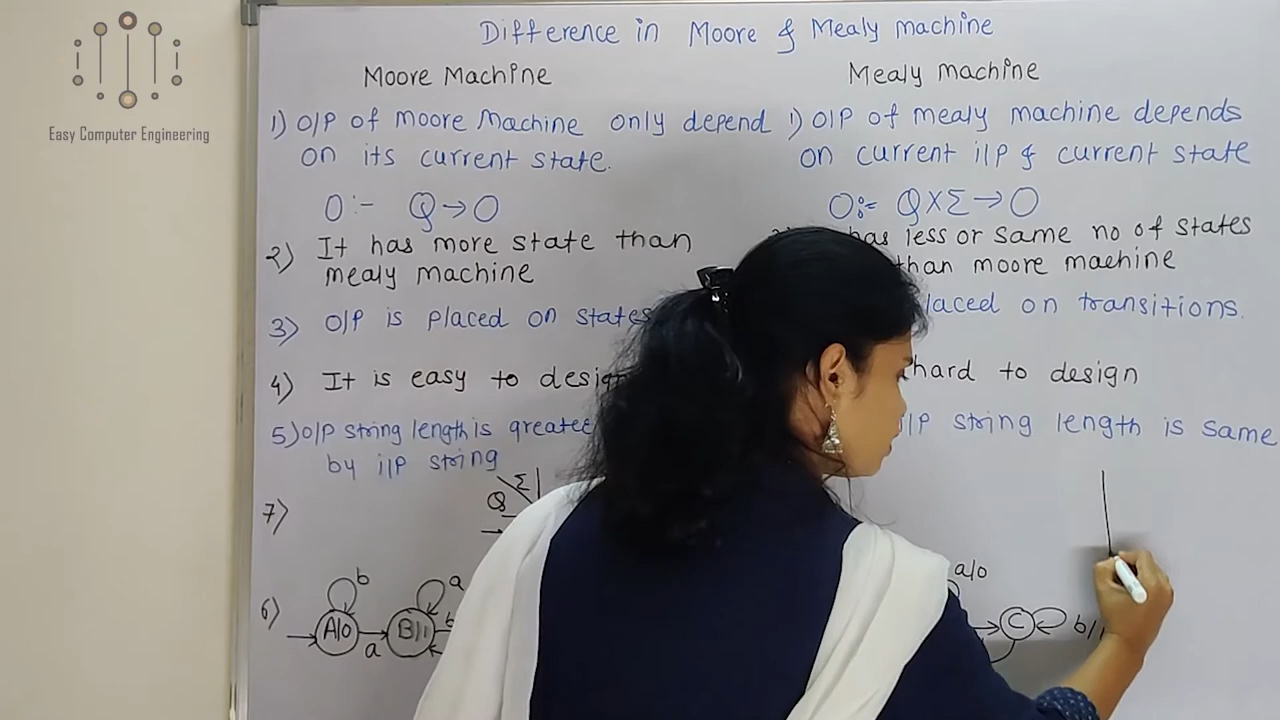 Easy Computer Engineering
Difference in Moore & Mealy machine
Moore Machine
1) O/P of moore Machine only depend
on its current state.
O:- Q→O
2) It has more state than
mealy machine
3) O/P is placed on states
4) It is easy to design
5) O/P string length is greater
by i/P string
7)
Q Σ
6) A/0 b a B/1 a b
Mealy machine
1) O/P of mealy machine depends
on current i/P & current state
O:= Q×Σ→O
has less or same no of states
than moore machine
placed on transitions.
hard to design
i/P string length is same
a/0
C b/1